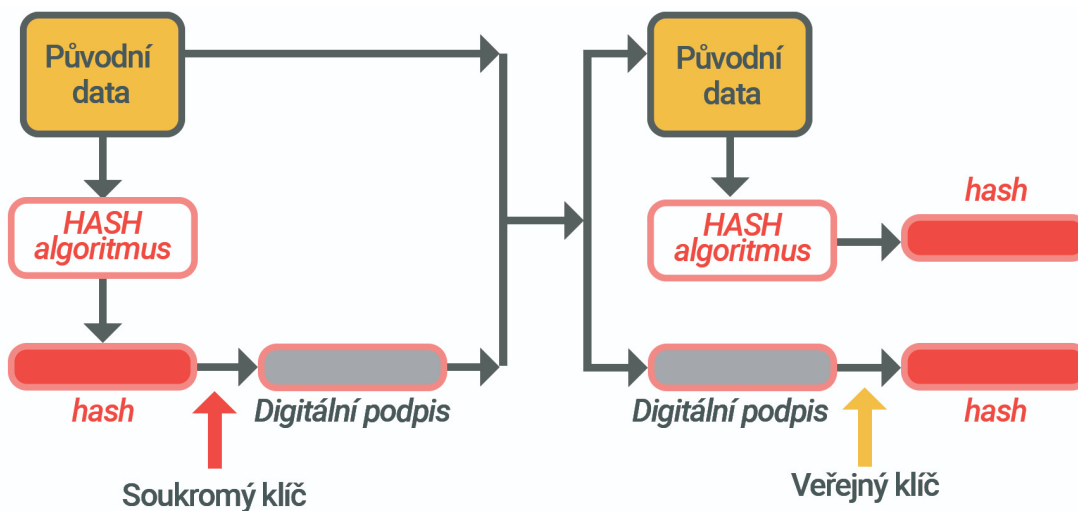 Původní
data
HASH
algoritmus
hash
Digitální podpis
Soukromý klíč
Původní
data
HASH
algoritmus
hash
Digitální podpis
hash
Veřejný klíč